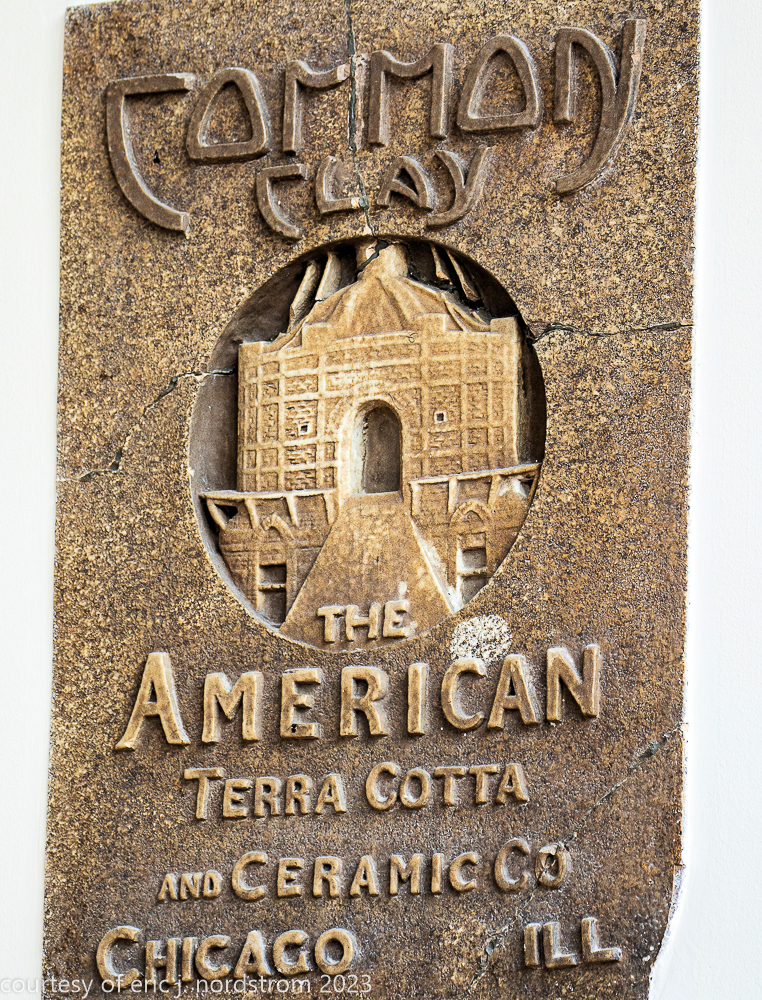 COMMON
CLAY
THE
AMERICAN
TERRA COTTA
AND CERAMIC CO
CHICAGO ILL
courtesy of eric j. nordstrom 2023